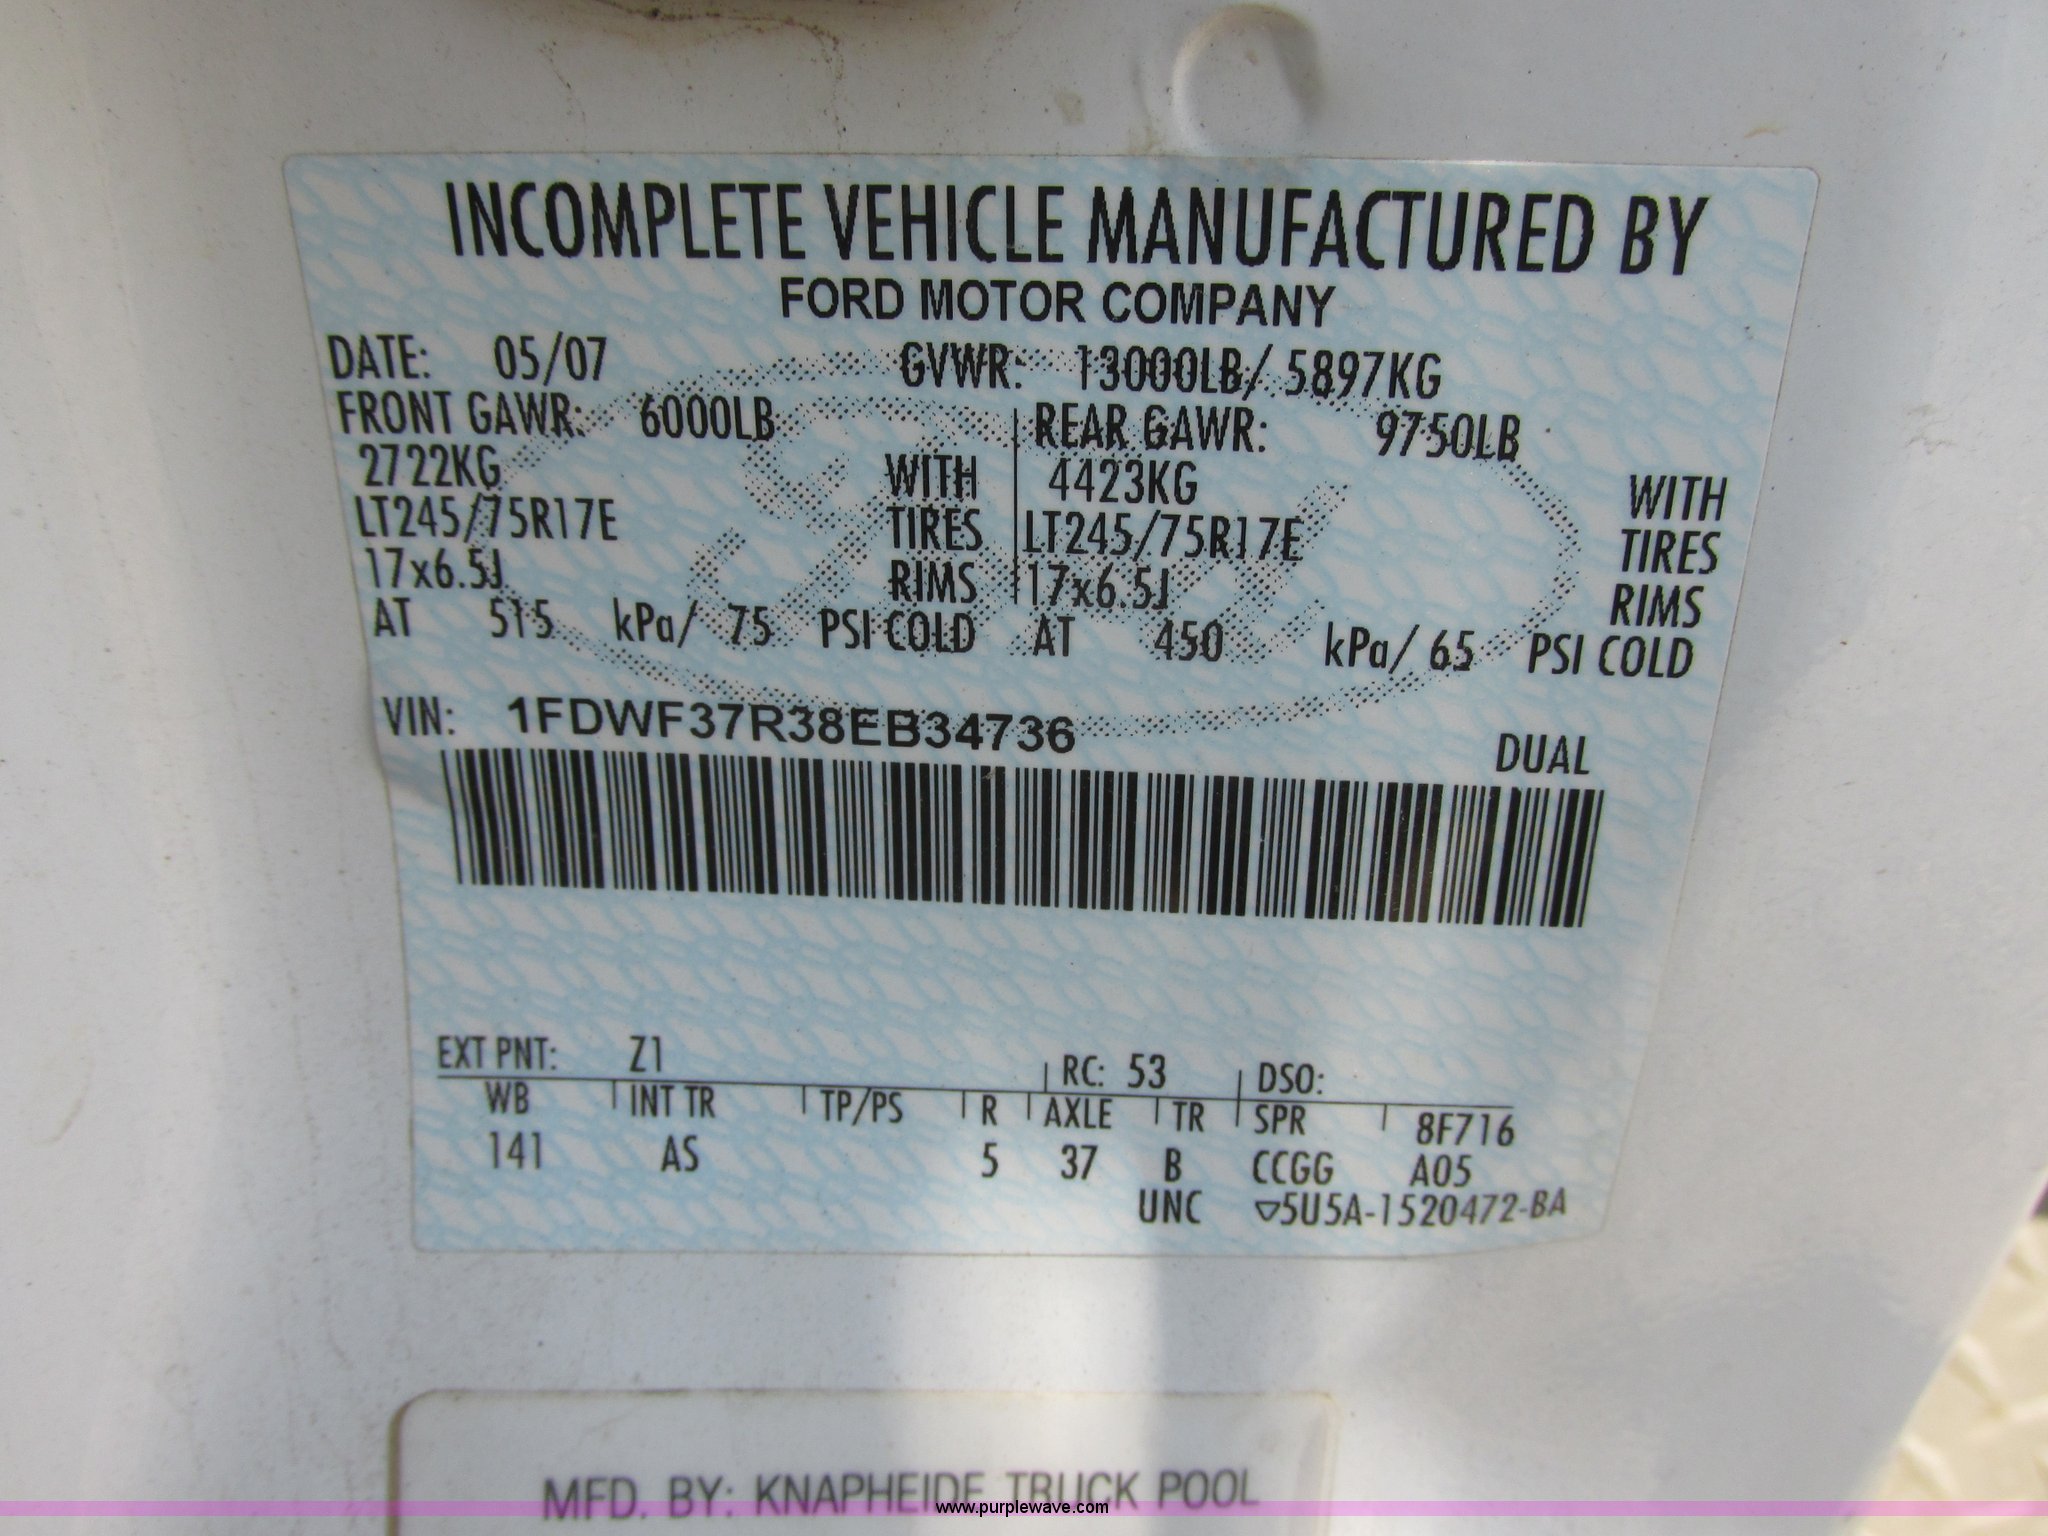 INCOMPLETE VEHICLE MANUFACTURED BY
FORD MOTOR COMPANY
DATE: 05/07 GVWR: 13000LB/ 5897KG
FRONT GAWR: 6000LB REAR GAWR: 9750LB
2722KG WITH 4423KG WITH
LT245/75R17E TIRES LT245/75R17E TIRES
17x6.5J RIMS 17x6.5J RIMS
AT 515 kPa/ 75 PSI COLD AT 450 kPa/ 65 PSI COLD
VIN: 1FDWF37R38EB34736
DUAL
EXT PNT: Z1 RC: 53 DSO:
WB INT TR TP/PS R AXLE TR SPR 8F716
141 AS 5 37 B CCGG A05
UNC ▽5U5A-1520472-BA
MFD. BY: KNAPHEIDE TRUCK POOL
www.purplewave.com